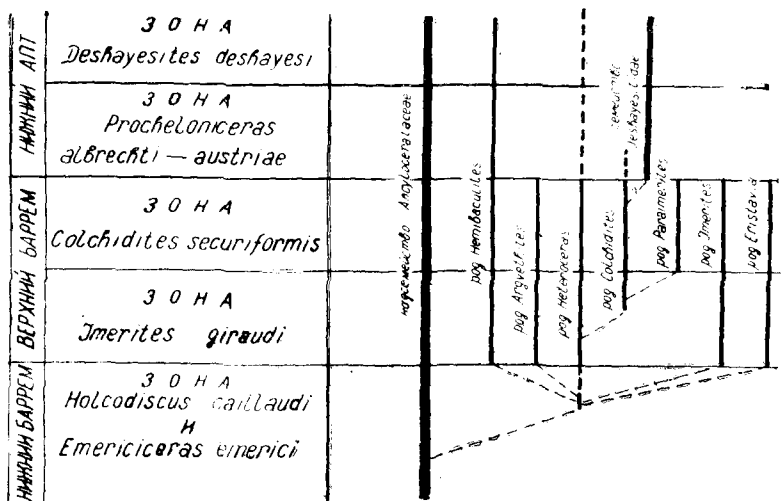 НИЖНИЙ АПТ
ЗОНА
Deshayesites deshayesi
ЗОНА
Procheloniceras
albrechti — austriae
ВЕРХНИЙ БАРРЕМ
ЗОНА
Colchidites securiformis
ЗОНА
Imerites giraudi
НИЖНИЙ БАРРЕМ
ЗОНА
Holcodiscus caillaudi
И
Emericiceras emerici
надсемейство Ancylocerataceae
род Hemibaculites
род Argvethites
род Heteroceras
род Colchidites
семейство
Deshayesitidae
род Paraimerites
род Imerites
род Eristavia